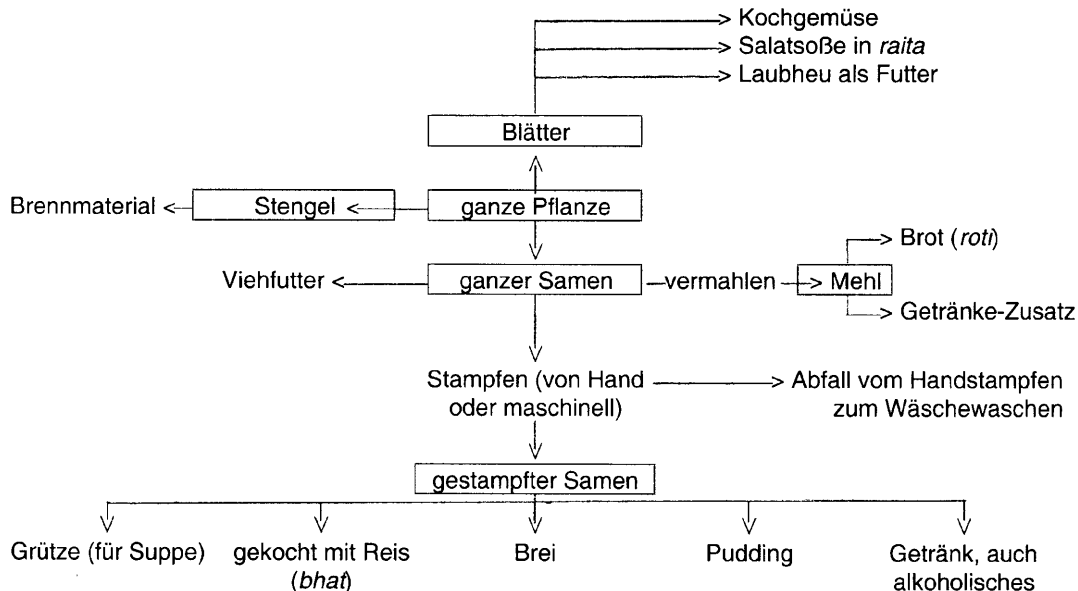 Kochgemüse
Salatsoße in raita
Laubheu als Futter
Blätter
Brennmaterial
Stengel
ganze Pflanze
Brot (roti)
Viehfutter
ganzer Samen
vermahlen
Mehl
Getränke-Zusatz
Stampfen (von Hand
oder maschinell)
Abfall vom Handstampfen
zum Wäschewaschen
gestampfter Samen
Grütze (für Suppe)
gekocht mit Reis
(bhat)
Brei
Pudding
Getränk, auch
alkoholisches